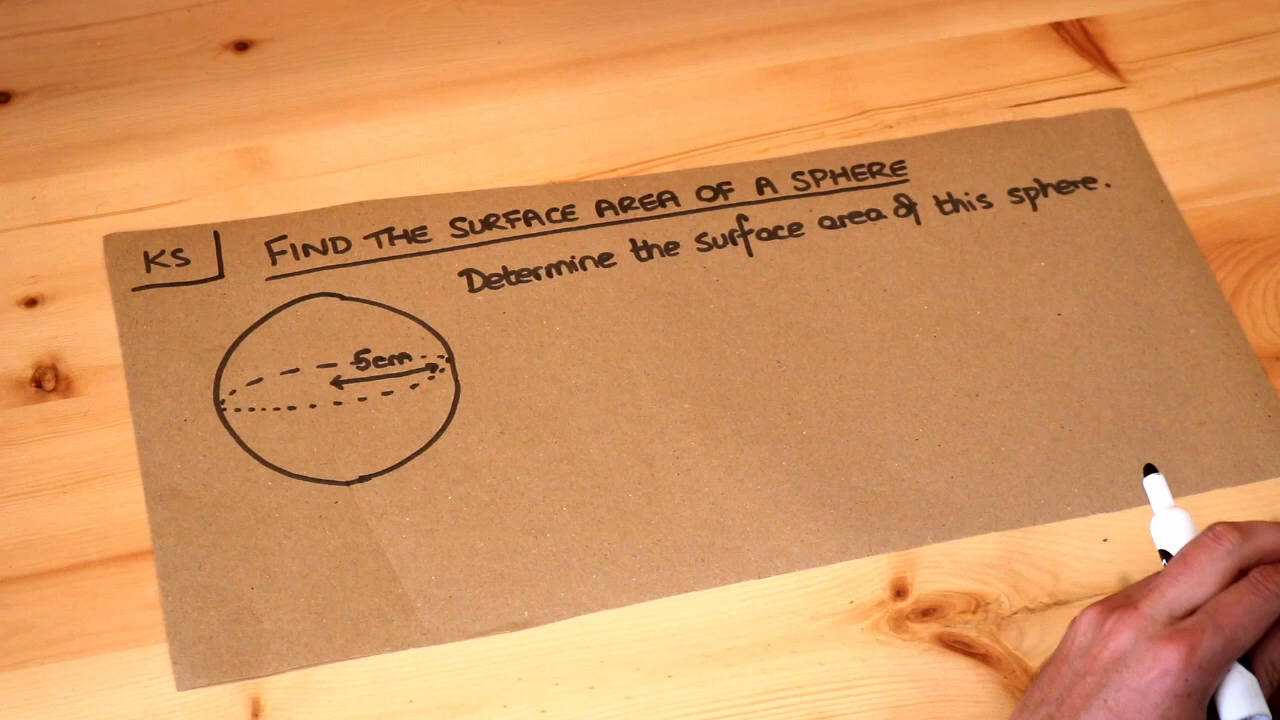 KS
FIND THE SURFACE AREA OF A SPHERE
Determine the surface area of this sphere.
5cm